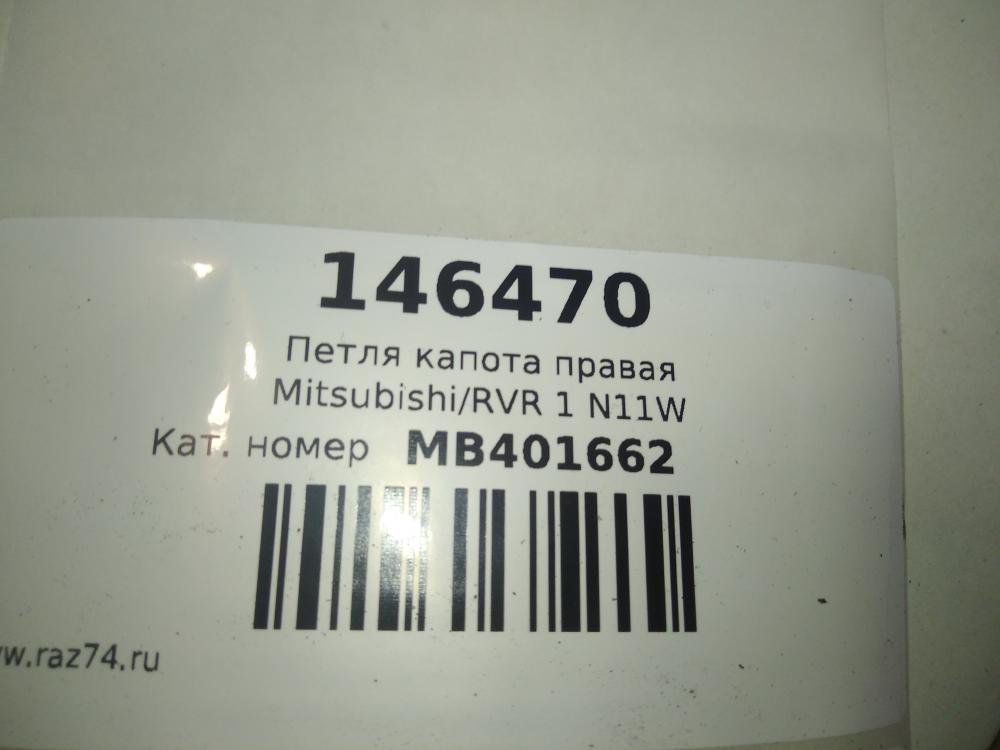 146470
Петля капота правая
Mitsubishi/RVR 1 N11W
Кат. номер MB401662
w.raz74.ru